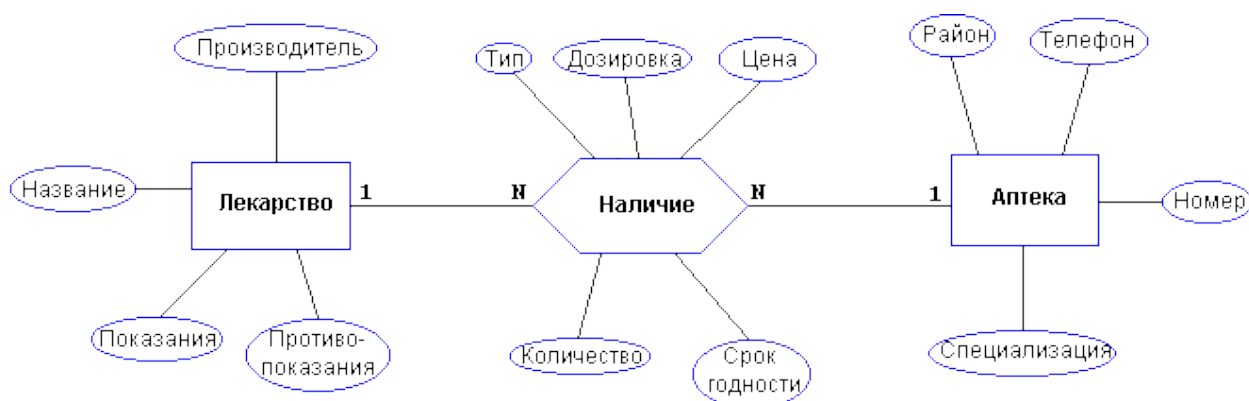 Производитель
Тип
Дозировка
Цена
Район
Телефон
Название
Лекарство
1
N
Наличие
N
1
Аптека
Номер
Показания
Противо-
показания
Количество
Срок
годности
Специализация